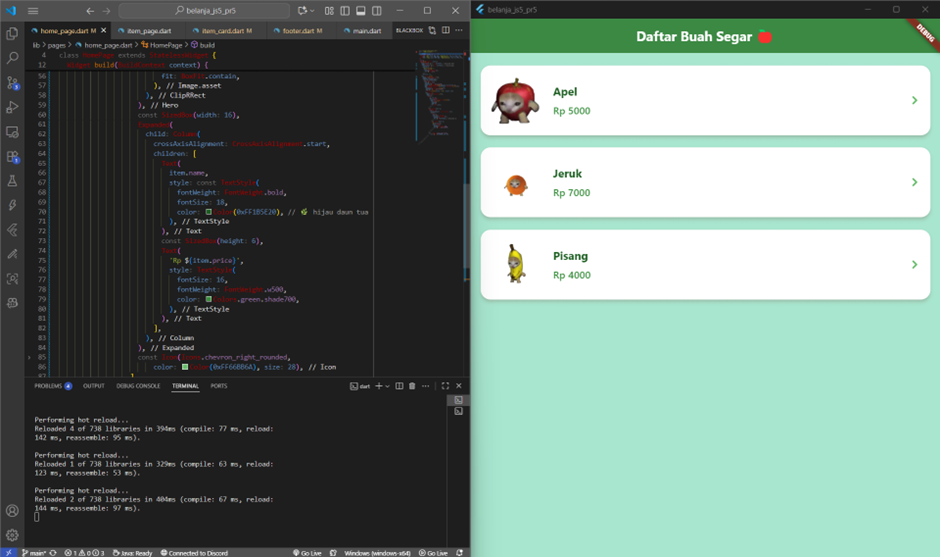 belanja_js5_pr5
home_page.dart M
item_page.dart
item_card.dart M
footer.dart M
main.dart
BLACKBOX
lib > pages > home_page.dart > HomePage > build
4 class HomePage extends StatelessWidget {
12 Widget build(BuildContext context) {
56 fit: BoxFit.contain,
57 ), // Image.asset
58 ), // ClipRRect
59 ), // Hero
60 const SizedBox(width: 16),
61 Expanded(
62 child: Column(
63 crossAxisAlignment: CrossAxisAlignment.start,
64 children: [
65 Text(
66 item.name,
67 style: const TextStyle(
68 fontWeight: FontWeight.bold,
69 fontSize: 18,
70 color: Color(0xFF1B5E20), // 🌿 hijau daun tua
71 ), // TextStyle
72 ), // Text
73 const SizedBox(height: 6),
74 Text(
75 'Rp ${item.price}',
76 style: TextStyle(
77 fontSize: 16,
78 fontWeight: FontWeight.w500,
79 color: Colors.green.shade700,
80 ), // TextStyle
81 ), // Text
82 ],
83 ), // Column
84 ), // Expanded
85 const Icon(Icons.chevron_right_rounded,
86 color: Color(0xFF66BB6A), size: 28), // Icon
PROBLEMS 4 OUTPUT DEBUG CONSOLE TERMINAL PORTS
dart
Performing hot reload...
Reloaded 4 of 738 libraries in 394ms (compile: 77 ms, reload:
142 ms, reassemble: 95 ms).
Performing hot reload...
Reloaded 1 of 738 libraries in 329ms (compile: 63 ms, reload:
123 ms, reassemble: 53 ms).
Performing hot reload...
Reloaded 2 of 738 libraries in 404ms (compile: 67 ms, reload:
144 ms, reassemble: 97 ms).
main* 1 0 3 Java: Ready Connected to Discord Go Live Windows (windows-x64) Go Live
belanja_js5_pr5
Daftar Buah Segar 🍎
DEBUG
Apel
Rp 5000
Jeruk
Rp 7000
Pisang
Rp 4000